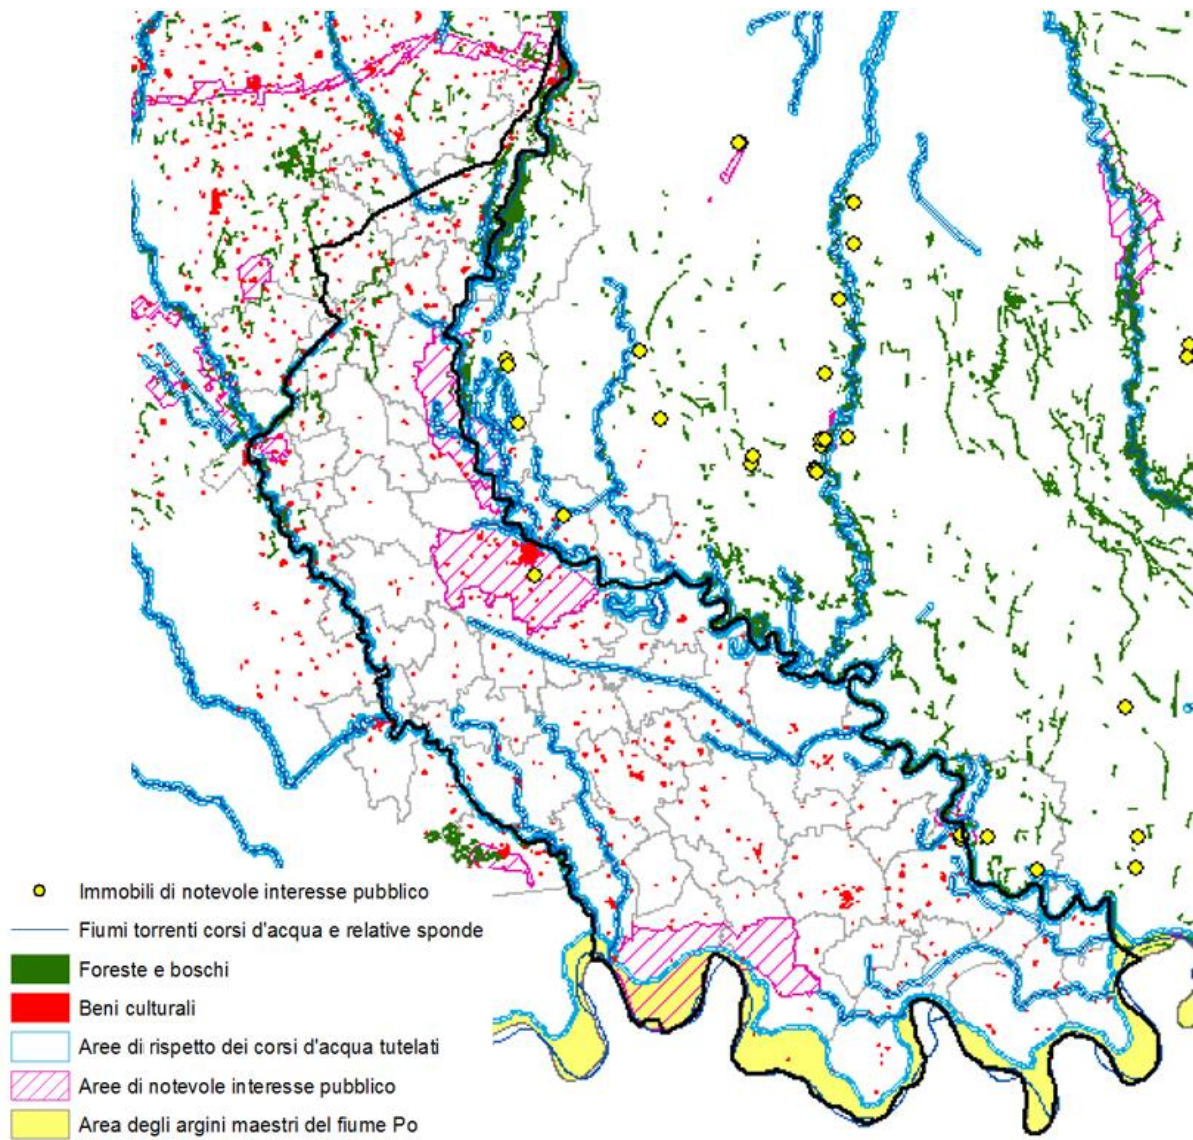 Immobili di notevole interesse pubblico
Fiumi torrenti corsi d'acqua e relative sponde
Foreste e boschi
Beni culturali
Aree di rispetto dei corsi d'acqua tutelati
Aree di notevole interesse pubblico
Area degli argini maestri del fiume Po